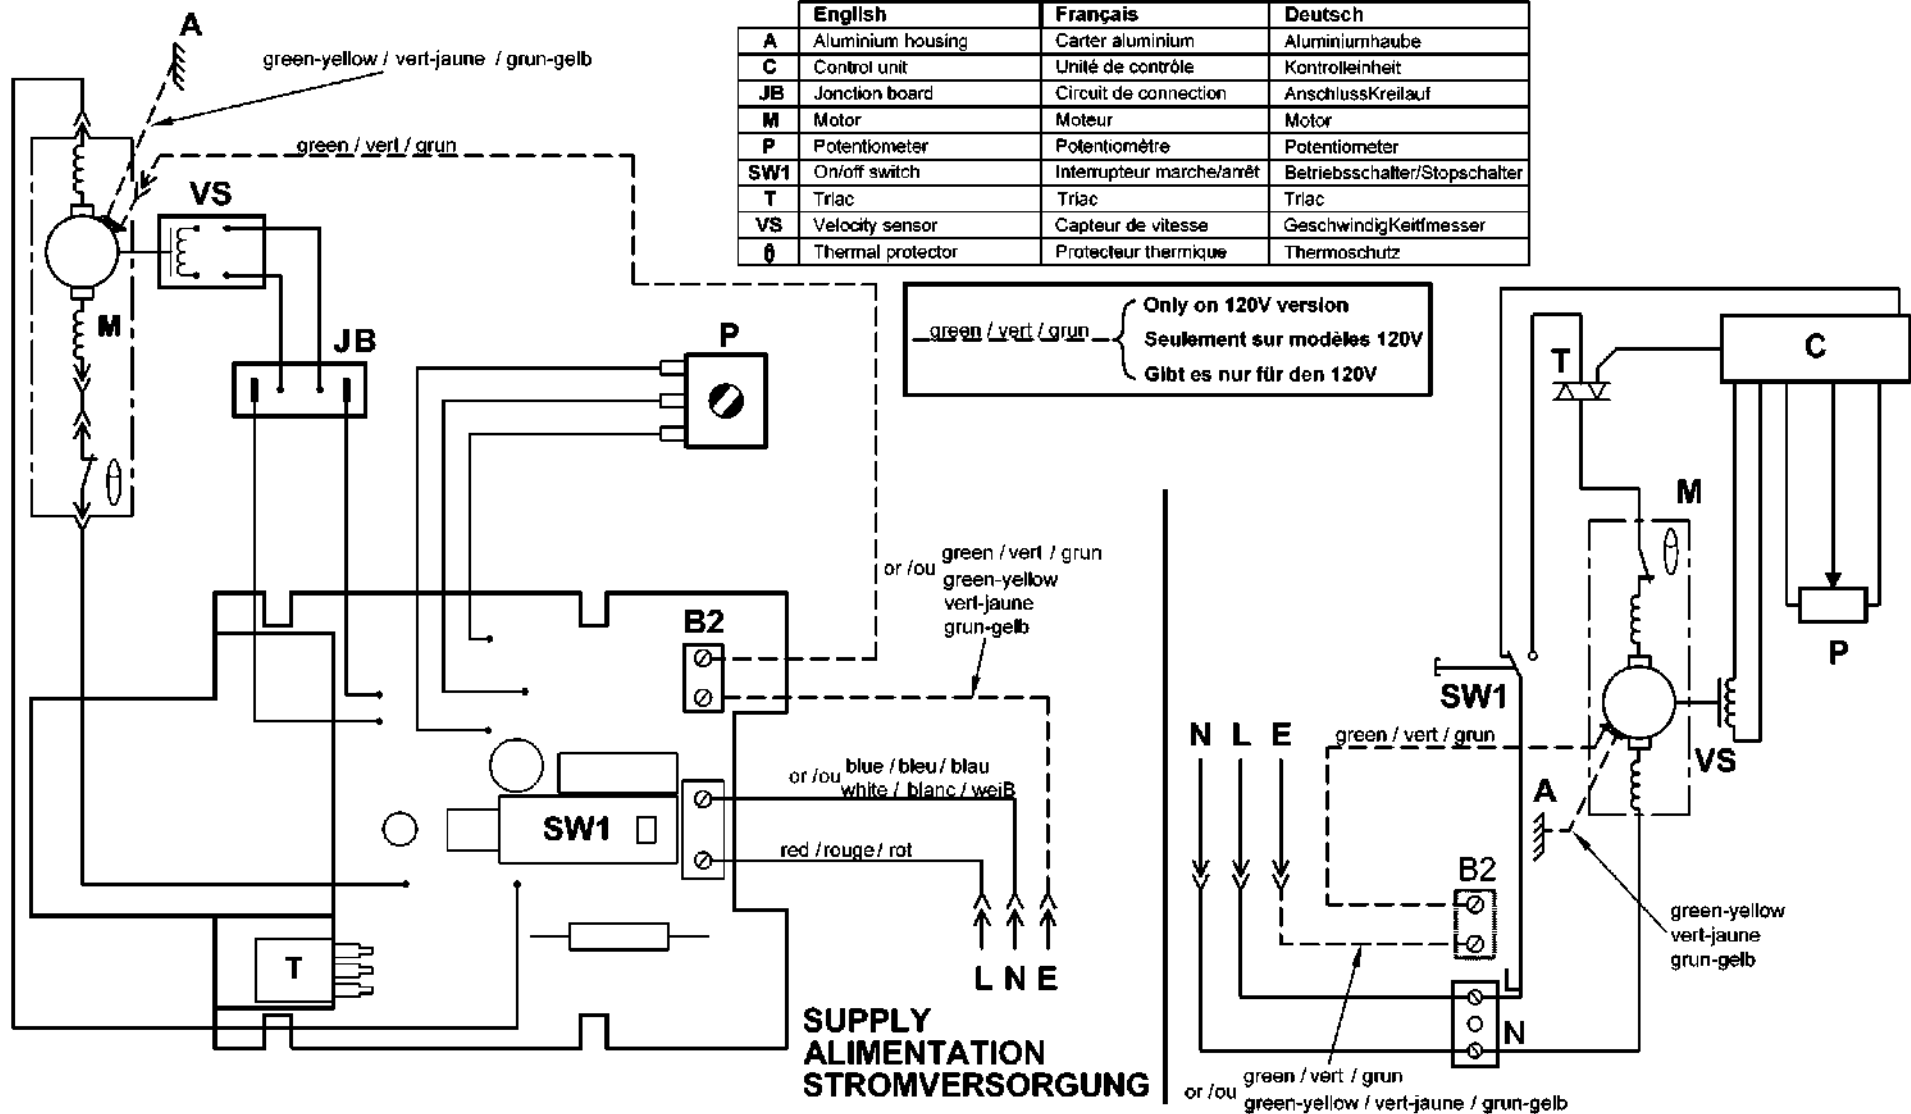 A
green-yellow / vert-jaune / grun-gelb
green / vert / grun
VS
M
JB
P
English Français Deutsch
A Aluminium housing Carter aluminium Aluminiumhaube
C Control unit Unité de contrôle Kontrolleinheit
JB Jonction board Circuit de connection AnschlussKreilauf
M Motor Moteur Motor
P Potentiometer Potentiomètre Potentiometer
SW1 On/off switch Interrupteur marche/arrêt Betriebsschalter/Stopschalter
T Triac Triac Triac
VS Velocity sensor Capteur de vitesse GeschwindigKeitfmesser
Thermal protector Protecteur thermique Thermoschutz
green / vert / grun
Only on 120V version
Seulement sur modèles 120V
Gibt es nur für den 120V
or /ou green / vert / grun
green-yellow
vert-jaune
grun-gelb
B2
or /ou blue / bleu / blau
white / blanc / weiB
SW1
red / rouge / rot
T
L N E
SUPPLY
ALIMENTATION
STROMVERSORGUNG
C
T
M
P
SW1
N L E
green / vert / grun
VS
A
B2
green-yellow
vert-jaune
grun-gelb
L
N
or /ou green / vert / grun
green-yellow / vert-jaune / grun-gelb